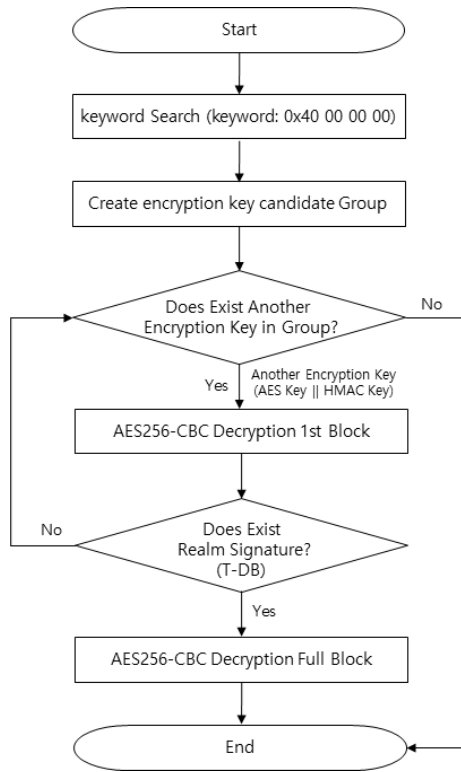 Start
keyword Search (keyword: 0x40 00 00 00)
Create encryption key candidate Group
Does Exist Another
Encryption Key in Group?
No
Yes
Another Encryption Key
(AES Key || HMAC Key)
AES256-CBC Decryption 1st Block
No
Does Exist
Realm Signature?
(T-DB)
Yes
AES256-CBC Decryption Full Block
End